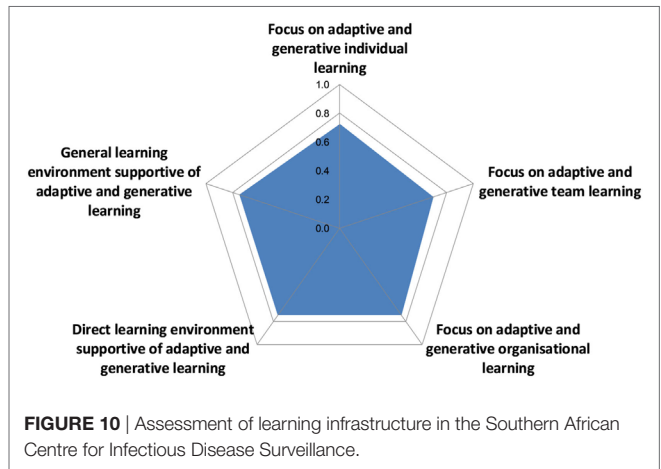 Focus on adaptive and
generative individual
learning
1.0
0.8
0.6
0.4
0.2
0.0
General learning
environment supportive of
adaptive and generative
learning
Focus on adaptive and
generative team learning
Direct learning environment
supportive of adaptive and
generative learning
Focus on adaptive and
generative organisational
learning
FIGURE 10 | Assessment of learning infrastructure in the Southern African
Centre for Infectious Disease Surveillance.